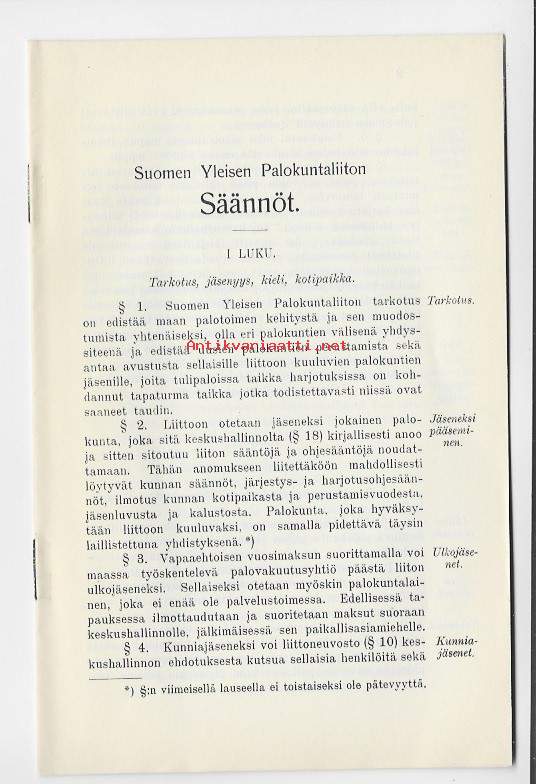 Suomen Yleisen Palokuntaliiton
Säännöt.
I LUKU.
Tarkotus, jäsenyys, kieli, kotipaikka.
§ 1. Suomen Yleisen Palokuntaliiton tarkotus
Tarkotus.
on edistää maan palotoimen kehitystä ja sen muodos-
tumista yhtenäiseksi, olla eri palokuntien välisenä yhdys-
siteenä ja edistää uusien palokuntien perustamista sekä
Antikvariaatti.net
antaa avustusta sellaisille liittoon kuuluvien palokuntien
jäsenille, joita tulipaloissa taikka harjotuksissa on koh-
dannut tapaturma taikka jotka todistettavasti niissä ovat
saaneet taudin.
§ 2. Liittoon otetaan jäseneksi jokainen palo-
Jäseneksi
kunta, joka sitä keskushallinnolta (§ 18) kirjallisesti anoo
pääsemi-
ja sitten sitoutuu liiton sääntöjä ja ohjesääntöjä noudat-
nen.
tamaan. Tähän anomukseen liitettäköön mahdollisesti
löytyvät kunnan säännöt, järjestys- ja harjotusohjesään-
nöt, ilmotus kunnan kotipaikasta ja perustamisvuodesta,
jäsenluvusta ja kalustosta. Palokunta, joka hyväksy-
tään liittoon kuuluvaksi, on samalla pidettävä täysin
laillistettuna yhdistyksenä. *)
§ 3. Vapaaehtoisen vuosimaksun suorittamalla voi
Ulkojäse-
maassa työskentelevä palovakuutusyhtiö päästä liiton
net.
ulkojäseneksi. Sellaiseksi otetaan myöskin palokuntalai-
nen, joka ei enää ole palvelustoimessa. Edellisessä ta-
pauksessa ilmottaudutaan ja suoritetaan maksut suoraan
keskushallinnolle, jälkimäisessä sen paikallisasiamiehelle.
§ 4. Kunniajäseneksi voi liittoneuvosto (§ 10) kes-
Kunnia-
kushallinnon ehdotuksesta kutsua sellaisia henkilöitä sekä
jäsenet.
*) §:n viimeisellä lauseella ei toistaiseksi ole pätevyyttä.